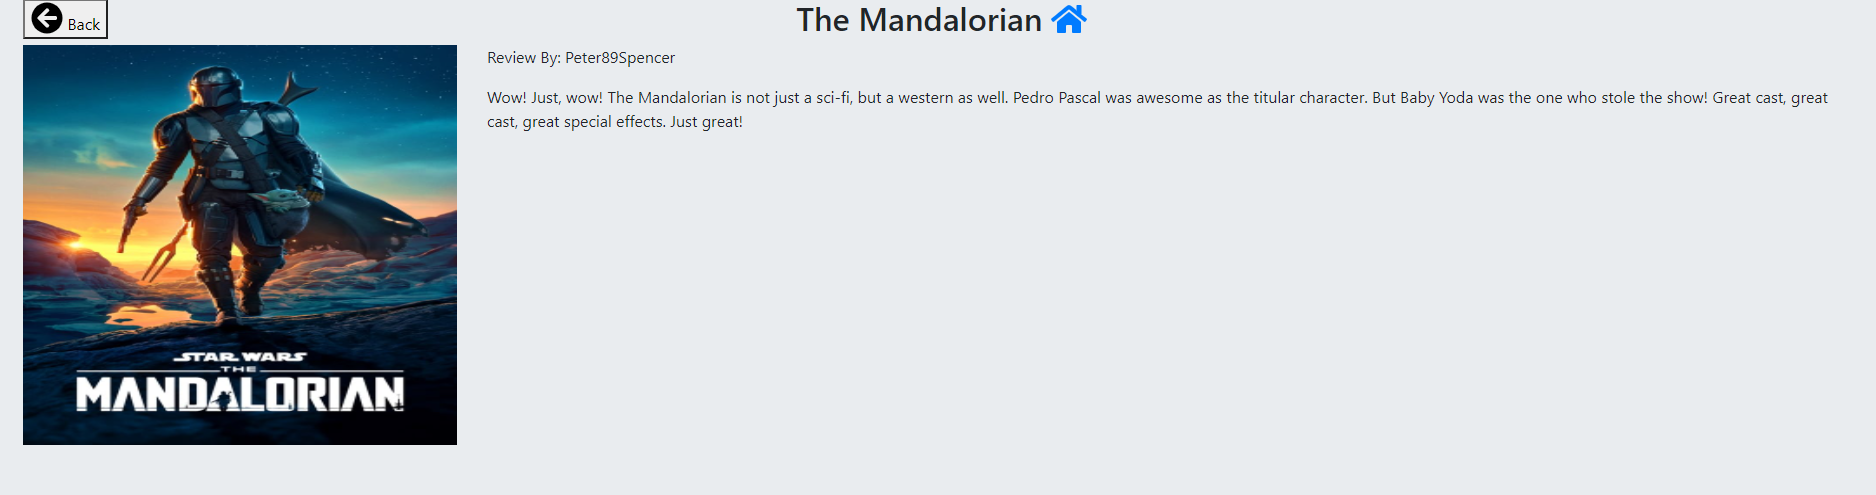 Back
The Mandalorian
Review By: Peter89Spencer
Wow! Just, wow! The Mandalorian is not just a sci-fi, but a western as well. Pedro Pascal was awesome as the titular character. But Baby Yoda was the one who stole the show! Great cast, great
cast, great special effects. Just great!
STAR WARS
THE
MANDALORIAN